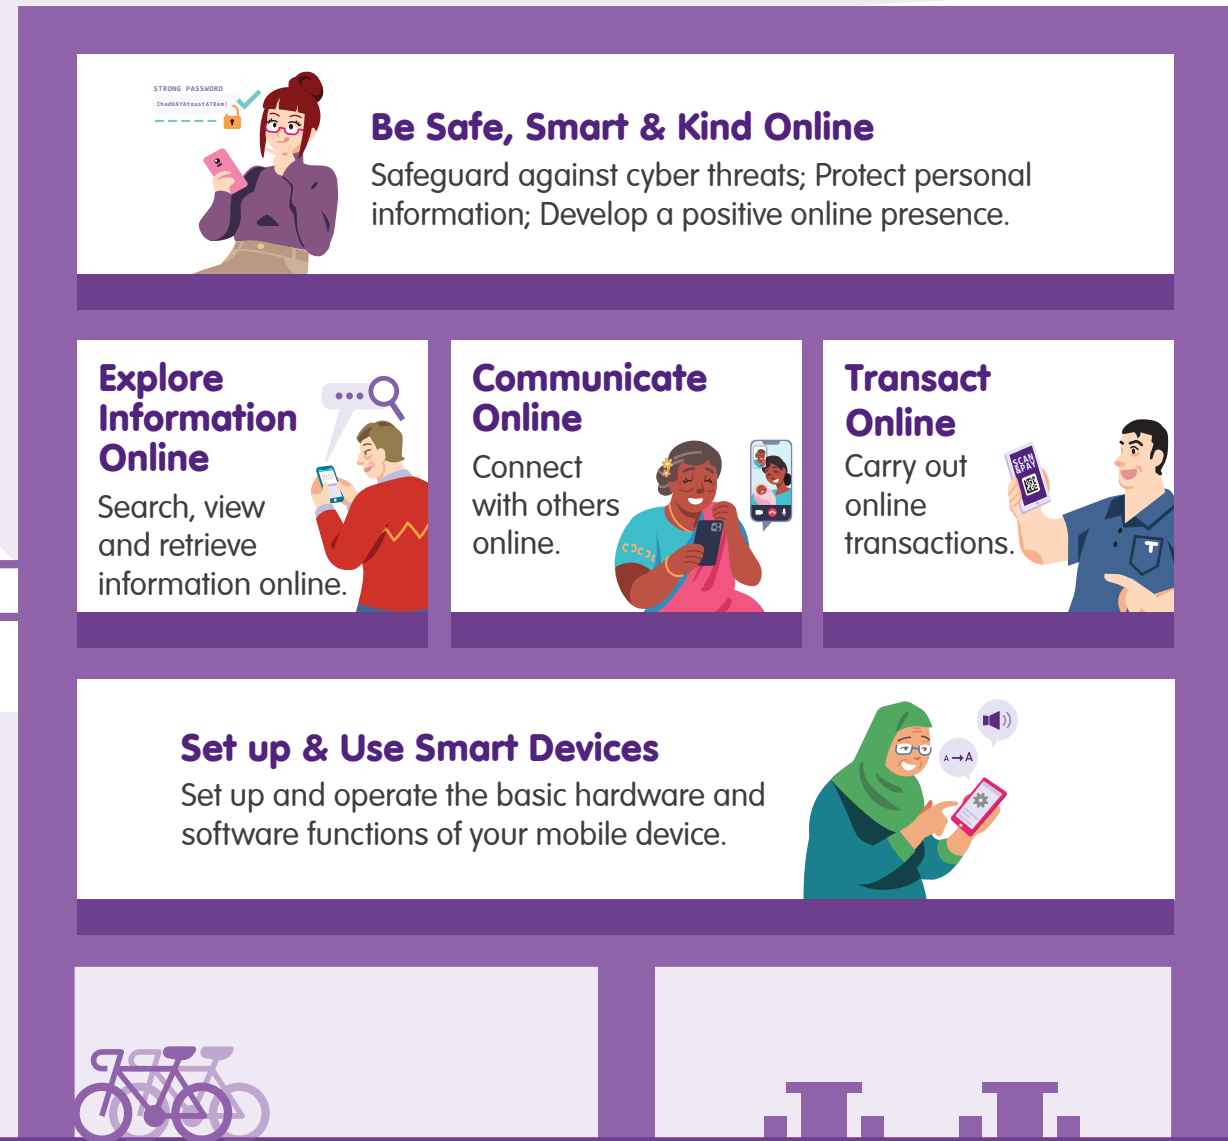 STRONG PASSWORD
IhadKAYAtoastAT8am!
Be Safe, Smart & Kind Online
Safeguard against cyber threats; Protect personal
information; Develop a positive online presence.
Explore
Information
Online
Search, view
and retrieve
information online.
Communicate
Online
Connect
with others
online.
Transact
Online
Carry out
online
transactions.
SCAN
&PAY
Set up & Use Smart Devices
Set up and operate the basic hardware and
software functions of your mobile device.
A→A